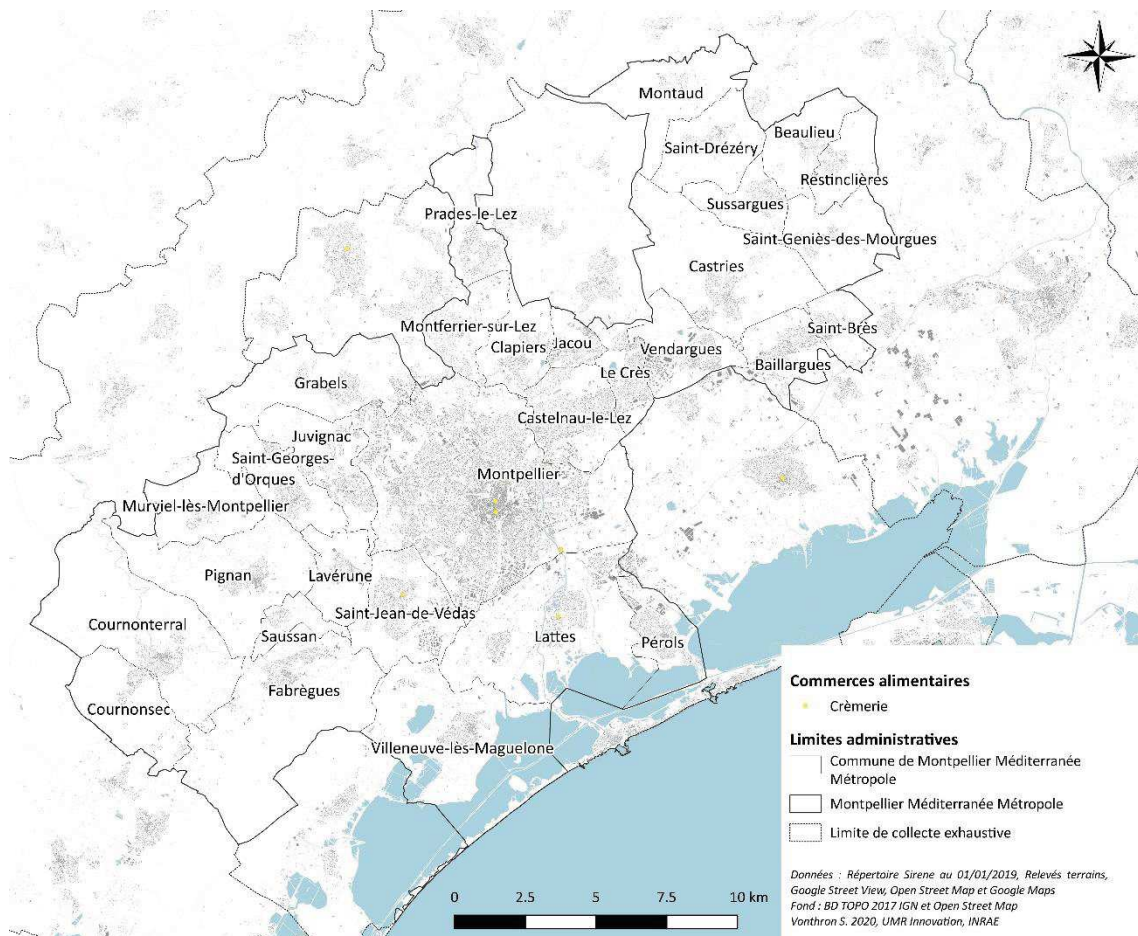 Montaud
Beaulieu
Saint-Drézéry
Restinclières
Sussargues
Prades-le-Lez
Saint-Geniès-des-Mourgues
Castries
Montferrier-sur-Lez
Saint-Brès
Jacou
Vendargues
Clapiers
Baillargues
Le Crès
Grabels
Castelnau-le-Lez
Juvignac
Saint-Georges-
d'Orques
Montpellier
Murviel-lès-Montpellier
Pignan
Lavérune
Saint-Jean-de-Védas
Cournonterral
Saussan
Lattes
Pérols
Fabrègues
Cournonsec
Villeneuve-lès-Maguelone
Commerces alimentaires
Crèmerie
Limites administratives
Commune de Montpellier Méditerranée
Métropole
Montpellier Méditerranée Métropole
Limite de collecte exhaustive
Données : Répertoire Sirene au 01/01/2019, Relevés terrains,
Google Street View, Open Street Map et Google Maps
Fond : BD TOPO 2017 IGN et Open Street Map
Vonthron S. 2020, UMR Innovation, INRAE
0 2,5 5 7,5 10 km